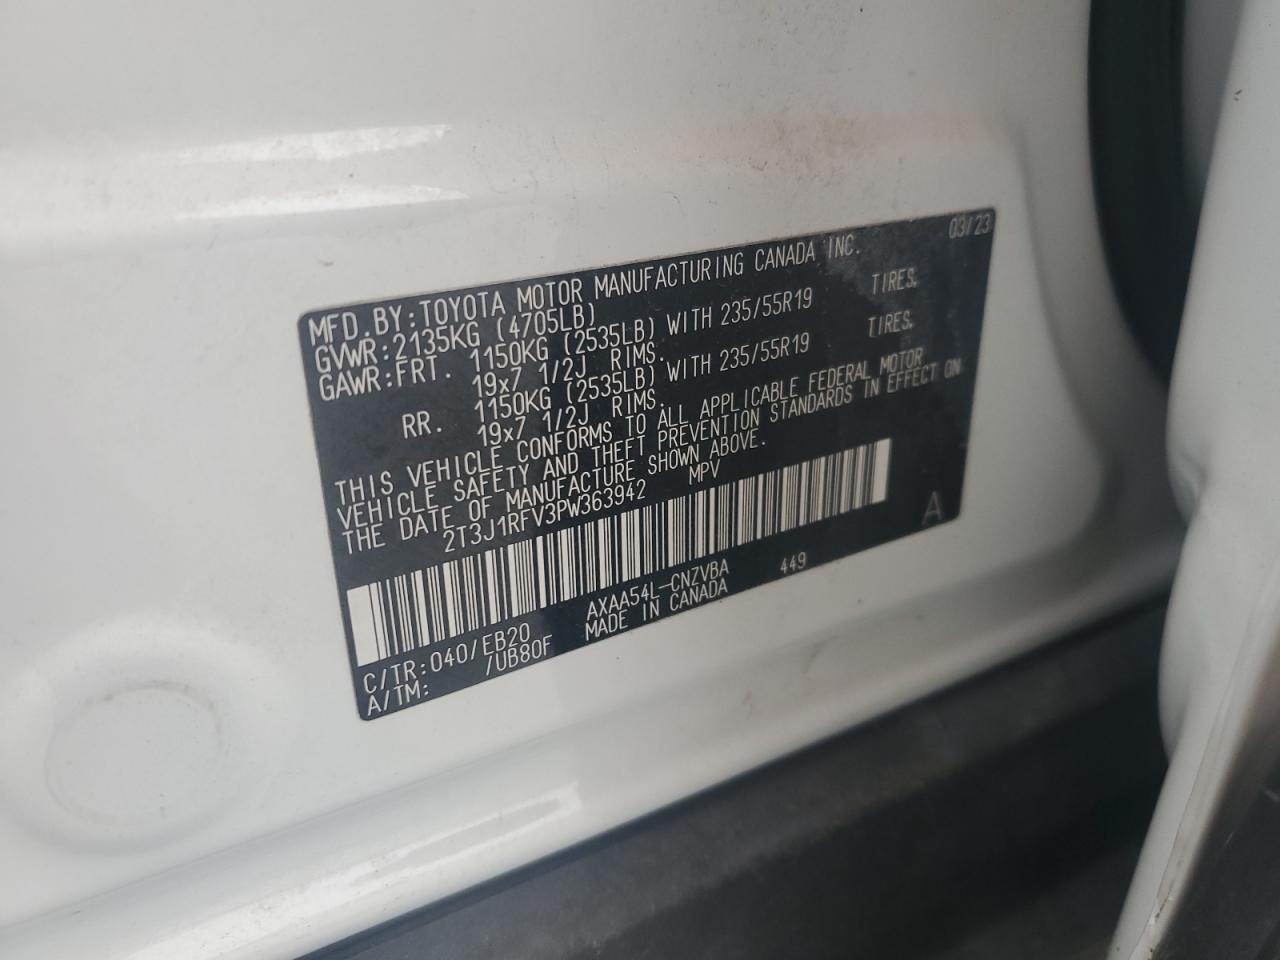 03/23
MFD.BY:TOYOTA MOTOR MANUFACTURING CANADA INC.
GVWR:2135KG (4705LB)
GAWR:FRT. 1150KG (2535LB) WITH 235/55R19 TIRES.
19x7 1/2J RIMS.
RR. 1150KG (2535LB) WITH 235/55R19 TIRES.
19x7 1/2J RIMS.
THIS VEHICLE CONFORMS TO ALL APPLICABLE FEDERAL MOTOR
VEHICLE SAFETY AND THEFT PREVENTION STANDARDS IN EFFECT ON
THE DATE OF MANUFACTURE SHOWN ABOVE.
2T3J1RFV3PW363942 MPV
A
C/TR:040/EB20 AXAA54L-CNZVBA 449
A/TM: /UB80F MADE IN CANADA